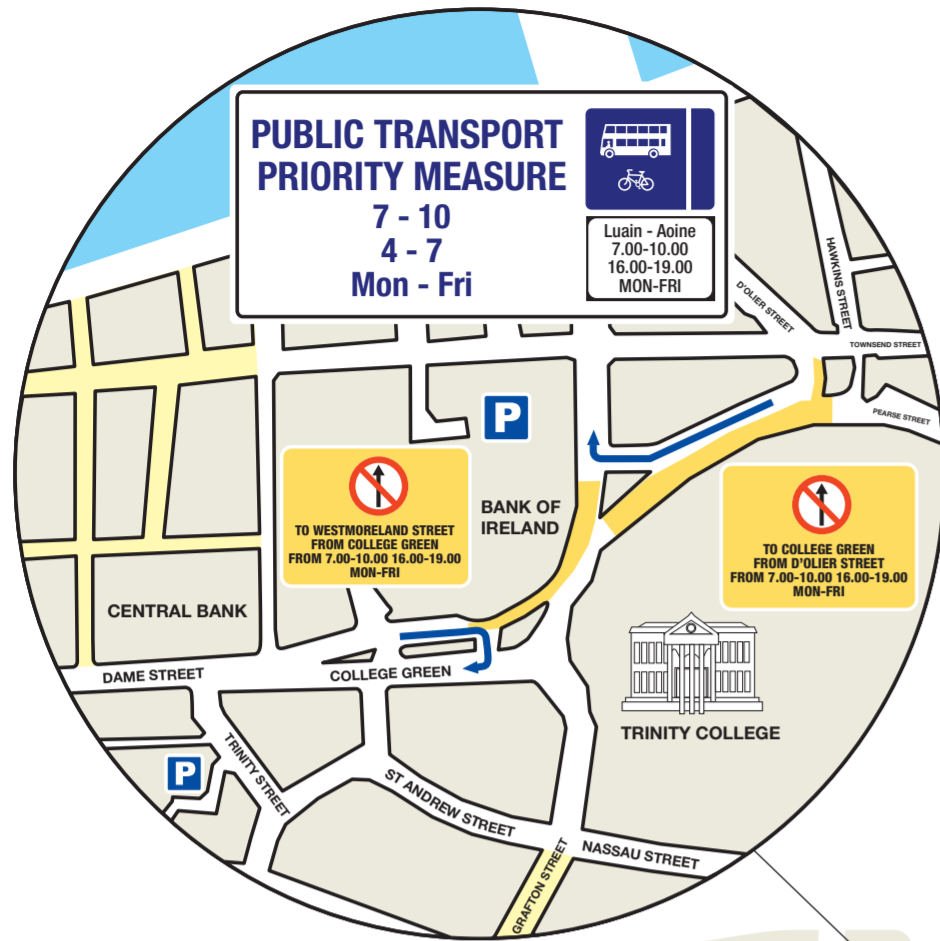 PUBLIC TRANSPORT
PRIORITY MEASURE
7 - 10
4 - 7
Mon - Fri
Luain - Aoine
7.00-10.00
16.00-19.00
MON-FRI
D'OLIER STREET
HAWKINS STREET
TOWNSEND STREET
PEARSE STREET
P
TO WESTMORELAND STREET
FROM COLLEGE GREEN
FROM 7.00-10.00 16.00-19.00
MON-FRI
BANK OF
IRELAND
TO COLLEGE GREEN
FROM D'OLIER STREET
FROM 7.00-10.00 16.00-19.00
MON-FRI
CENTRAL BANK
DAME STREET
COLLEGE GREEN
TRINITY COLLEGE
P
TRINITY STREET
ST ANDREW STREET
NASSAU STREET
GRAFTON STREET